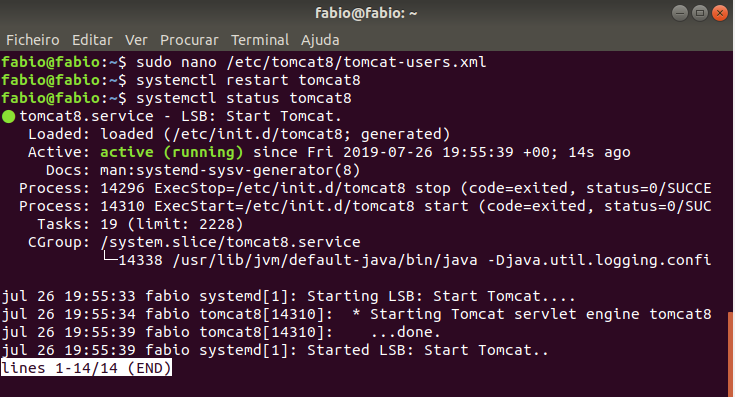 fabio@fabio: ~
Ficheiro Editar Ver Procurar Terminal Ajuda
fabio@fabio:~$ sudo nano /etc/tomcat8/tomcat-users.xml
fabio@fabio:~$ systemctl restart tomcat8
fabio@fabio:~$ systemctl status tomcat8
● tomcat8.service - LSB: Start Tomcat.
   Loaded: loaded (/etc/init.d/tomcat8; generated)
   Active: active (running) since Fri 2019-07-26 19:55:39 +00; 14s ago
     Docs: man:systemd-sysv-generator(8)
  Process: 14296 ExecStop=/etc/init.d/tomcat8 stop (code=exited, status=0/SUCCE
  Process: 14310 ExecStart=/etc/init.d/tomcat8 start (code=exited, status=0/SUC
    Tasks: 19 (limit: 2228)
   CGroup: /system.slice/tomcat8.service
           └─14338 /usr/lib/jvm/default-java/bin/java -Djava.util.logging.confi
jul 26 19:55:33 fabio systemd[1]: Starting LSB: Start Tomcat....
jul 26 19:55:34 fabio tomcat8[14310]:  * Starting Tomcat servlet engine tomcat8
jul 26 19:55:39 fabio tomcat8[14310]:    ...done.
jul 26 19:55:39 fabio systemd[1]: Started LSB: Start Tomcat..
lines 1-14/14 (END)